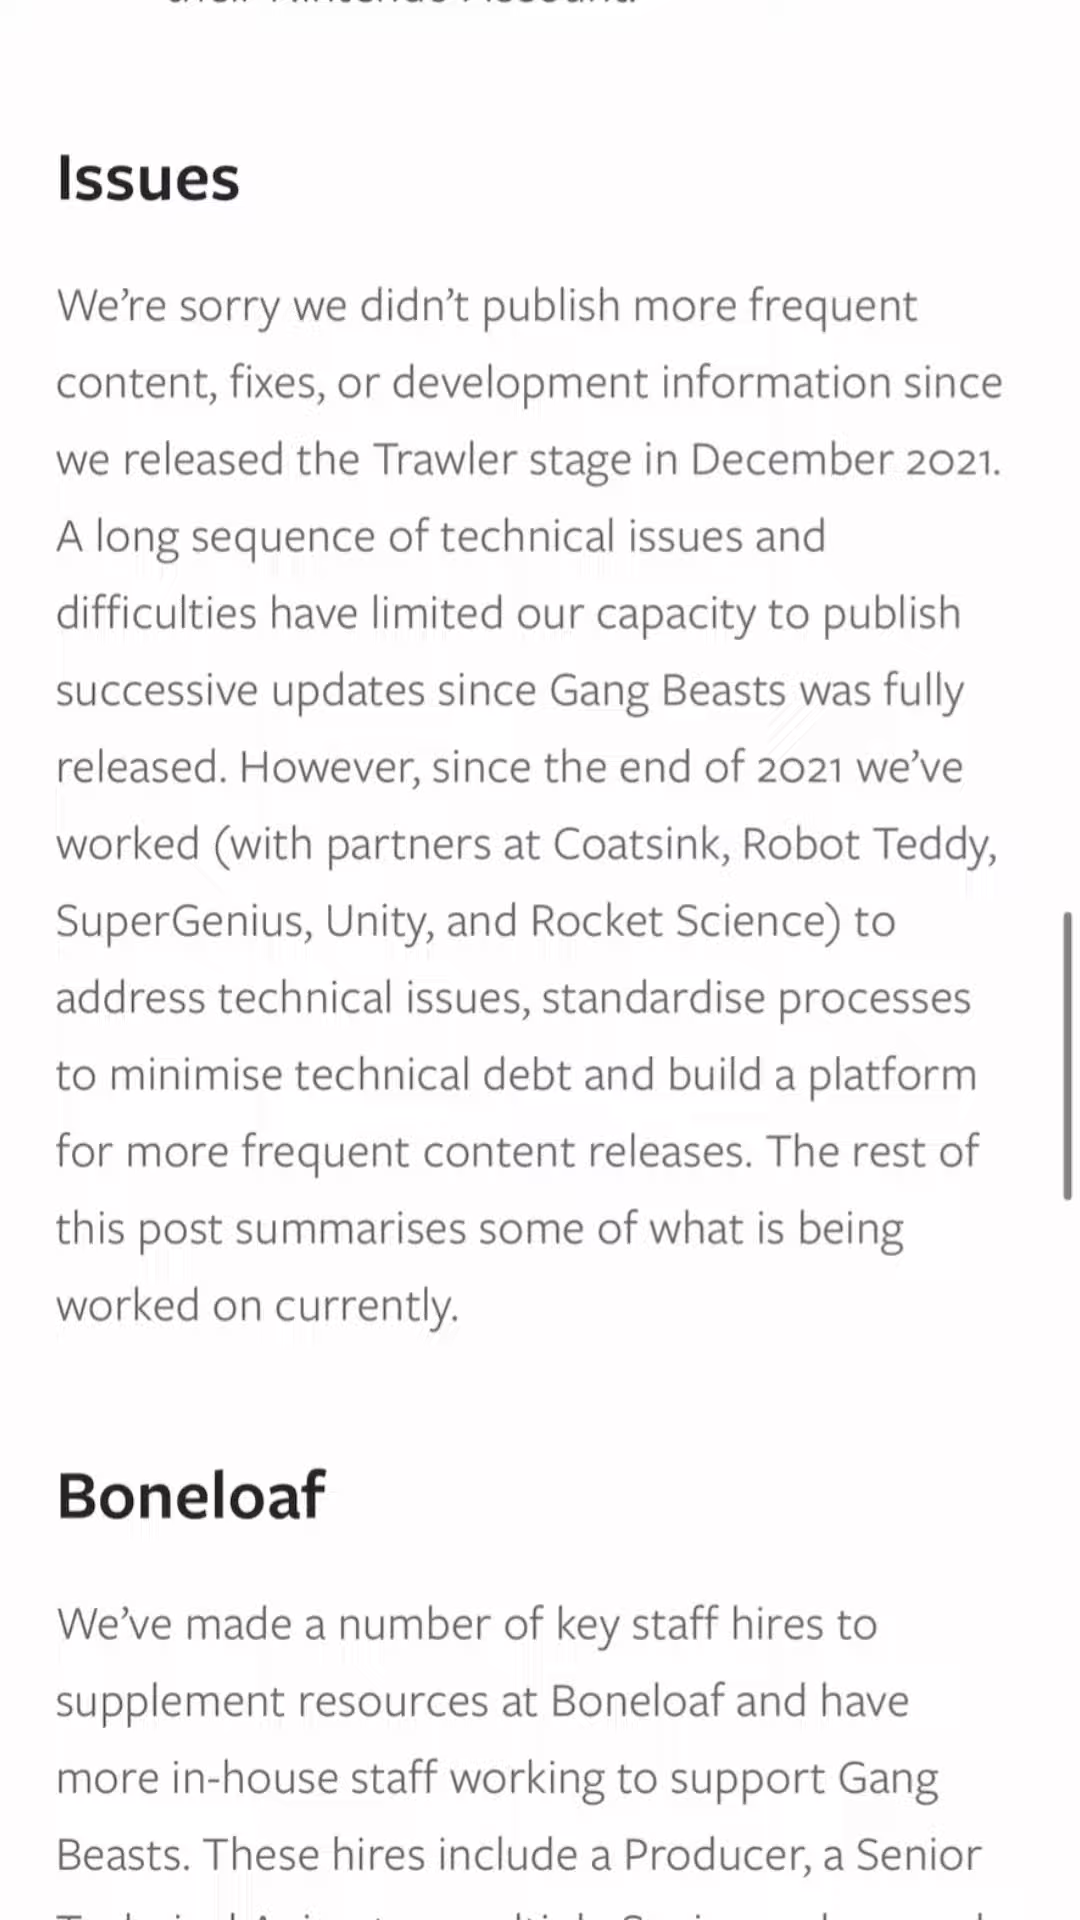 Issues
We're sorry we didn't publish more frequent
content, fixes, or development information since
we released the Trawler stage in December 2021.
A long sequence of technical issues and
difficulties have limited our capacity to publish
successive updates since Gang Beasts was fully
released. However, since the end of 2021 we've
worked (with partners at Coatsink, Robot Teddy,
SuperGenius, Unity, and Rocket Science) to
address technical issues, standardise processes
to minimise technical debt and build a platform
for more frequent content releases. The rest of
this post summarises some of what is being
worked on currently.
Boneloaf
We've made a number of key staff hires to
supplement resources at Boneloaf and have
more in-house staff working to support Gang
Beasts. These hires include a Producer, a Senior